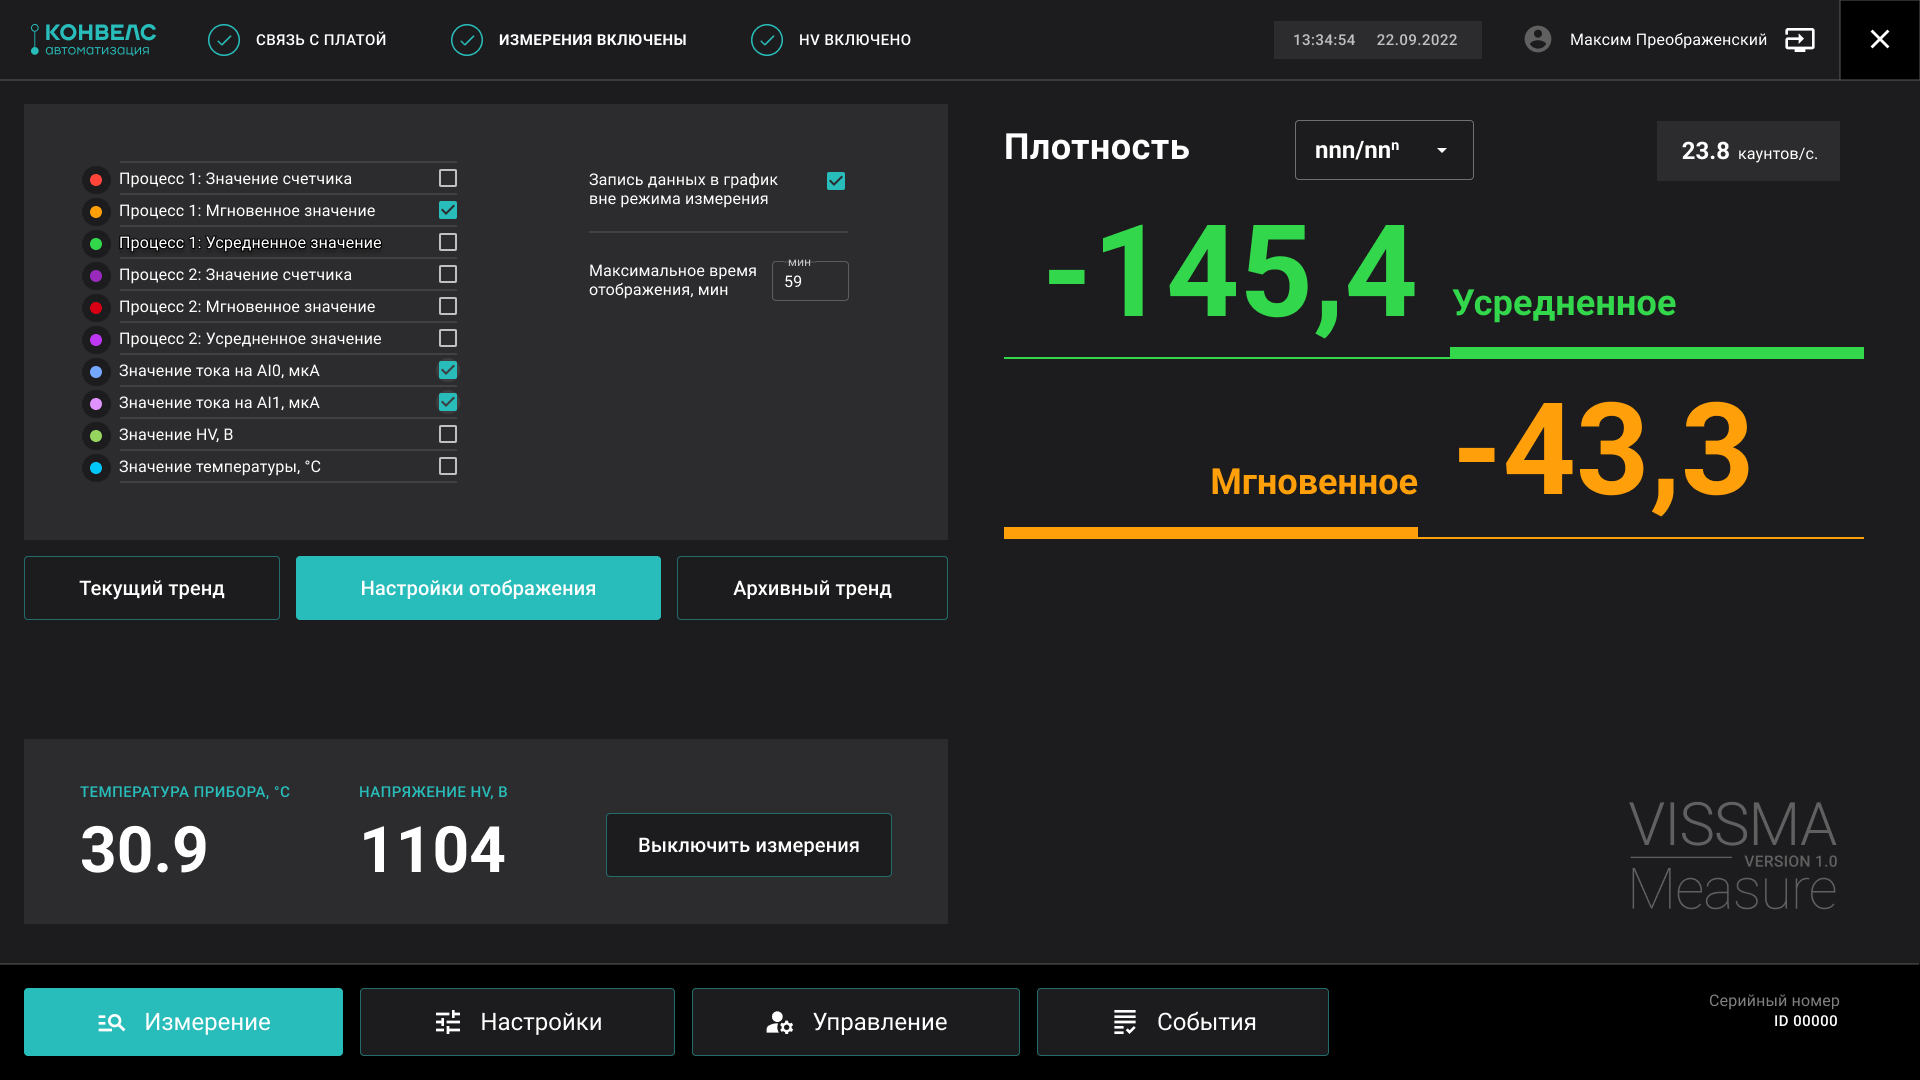 КОНВЕЛС
автоматизация
СВЯЗЬ С ПЛАТОЙ
ИЗМЕРЕНИЯ ВКЛЮЧЕНЫ
HV ВКЛЮЧЕНО
13:34:54 22.09.2022
Максим Преображенский
Процесс 1: Значение счетчика
Процесс 1: Мгновенное значение
Процесс 1: Усредненное значение
Процесс 2: Значение счетчика
Процесс 2: Мгновенное значение
Процесс 2: Усредненное значение
Значение тока на AI0, мкА
Значение тока на AI1, мкА
Значение HV, В
Значение температуры, °C
Запись данных в график
вне режима измерения
Максимальное время
отображения, мин
мин
59
Плотность
nnn/nnⁿ
23.8 каунтов/с.
-145,4
Усредненное
Мгновенное
-43,3
Текущий тренд
Настройки отображения
Архивный тренд
ТЕМПЕРАТУРА ПРИБОРА, °C
30.9
НАПРЯЖЕНИЕ HV, В
1104
Выключить измерения
VISSMA
VERSION 1.0
Measure
Измерение
Настройки
Управление
События
Серийный номер
ID 00000